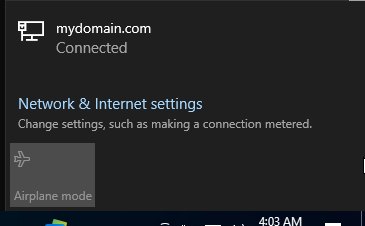 mydomain.com
Connected
Network & Internet settings
Change settings, such as making a connection metered.
Airplane mode
4:03 AM